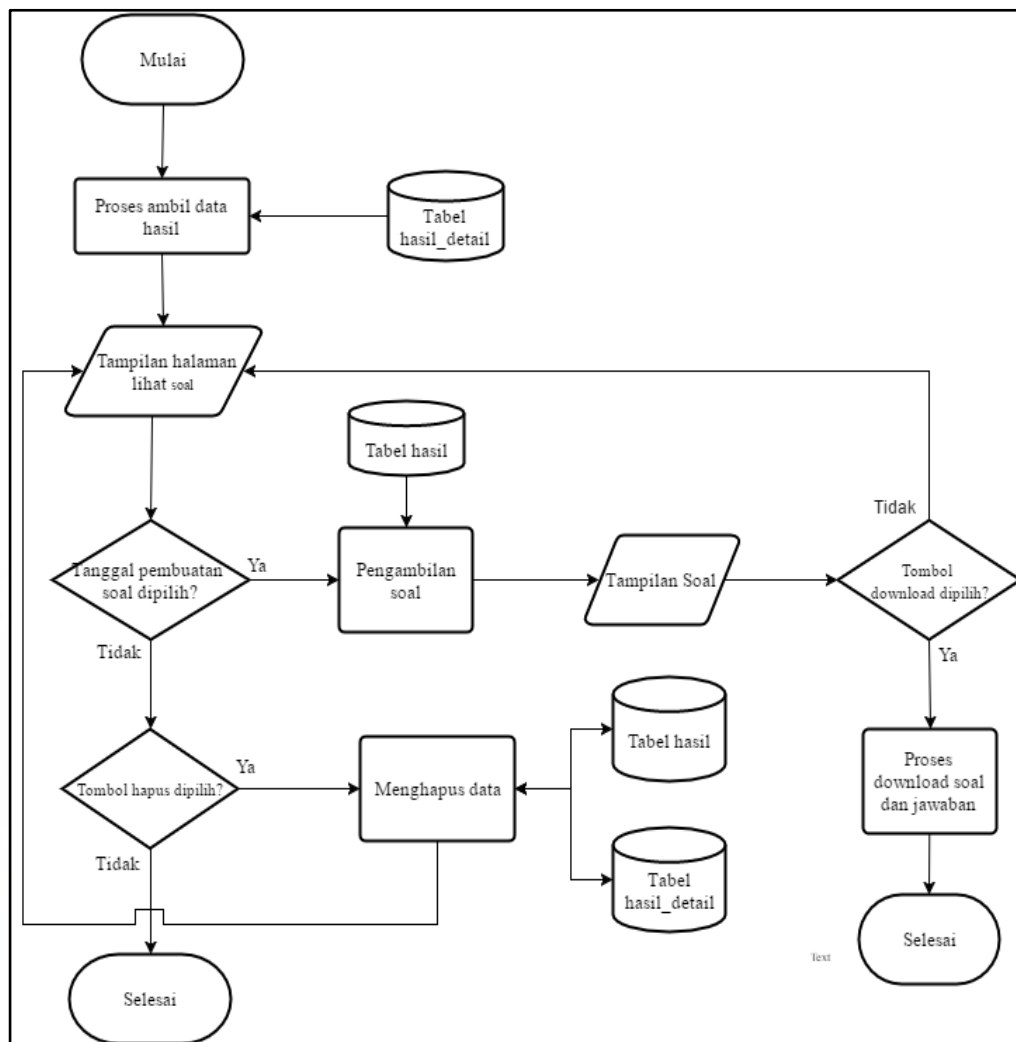 Mulai
Proses ambil data
hasil
Tabel
hasil_detail
Tampilan halaman
lihat soal
Tabel hasil
Tidak
Tanggal pembuatan
soal dipilih?
Ya
Pengambilan
soal
Tampilan Soal
Tombol
download dipilih?
Tidak
Ya
Tombol hapus dipilih?
Ya
Menghapus data
Tabel hasil
Proses
download soal
dan jawaban
Tidak
Tabel
hasil_detail
Selesai
Text
Selesai